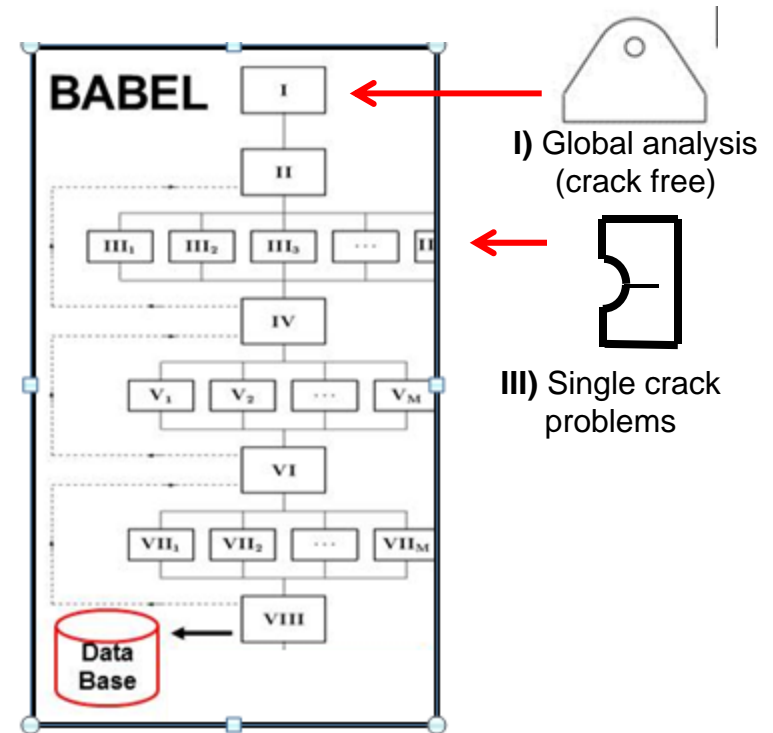 BABEL
I
II
III₁ III₂ III₃ ... II
IV
V₁ V₂ ... V_M
VI
VII₁ VII₂ ... VII_M
VIII
Data
Base
I) Global analysis
(crack free)
III) Single crack
problems